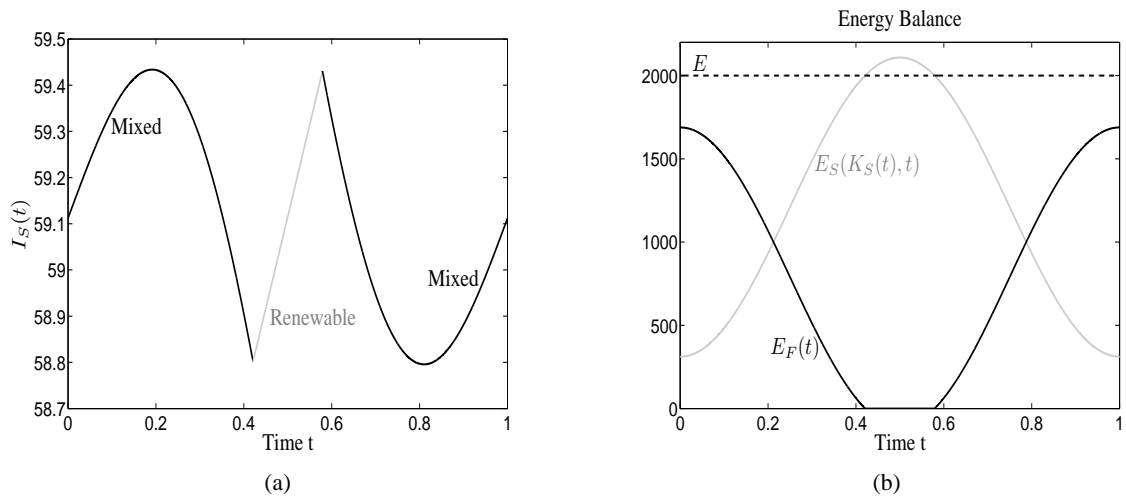 59.5
59.4
59.3
59.2
59.1
59
58.9
58.8
58.7
I_S(t)
Mixed
Mixed
Renewable
0
0.2
0.4
0.6
0.8
1
Time t
(a)
Energy Balance
2000
1500
1000
500
0
E
E_S(K_S(t), t)
E_F(t)
0
0.2
0.4
0.6
0.8
1
Time t
(b)